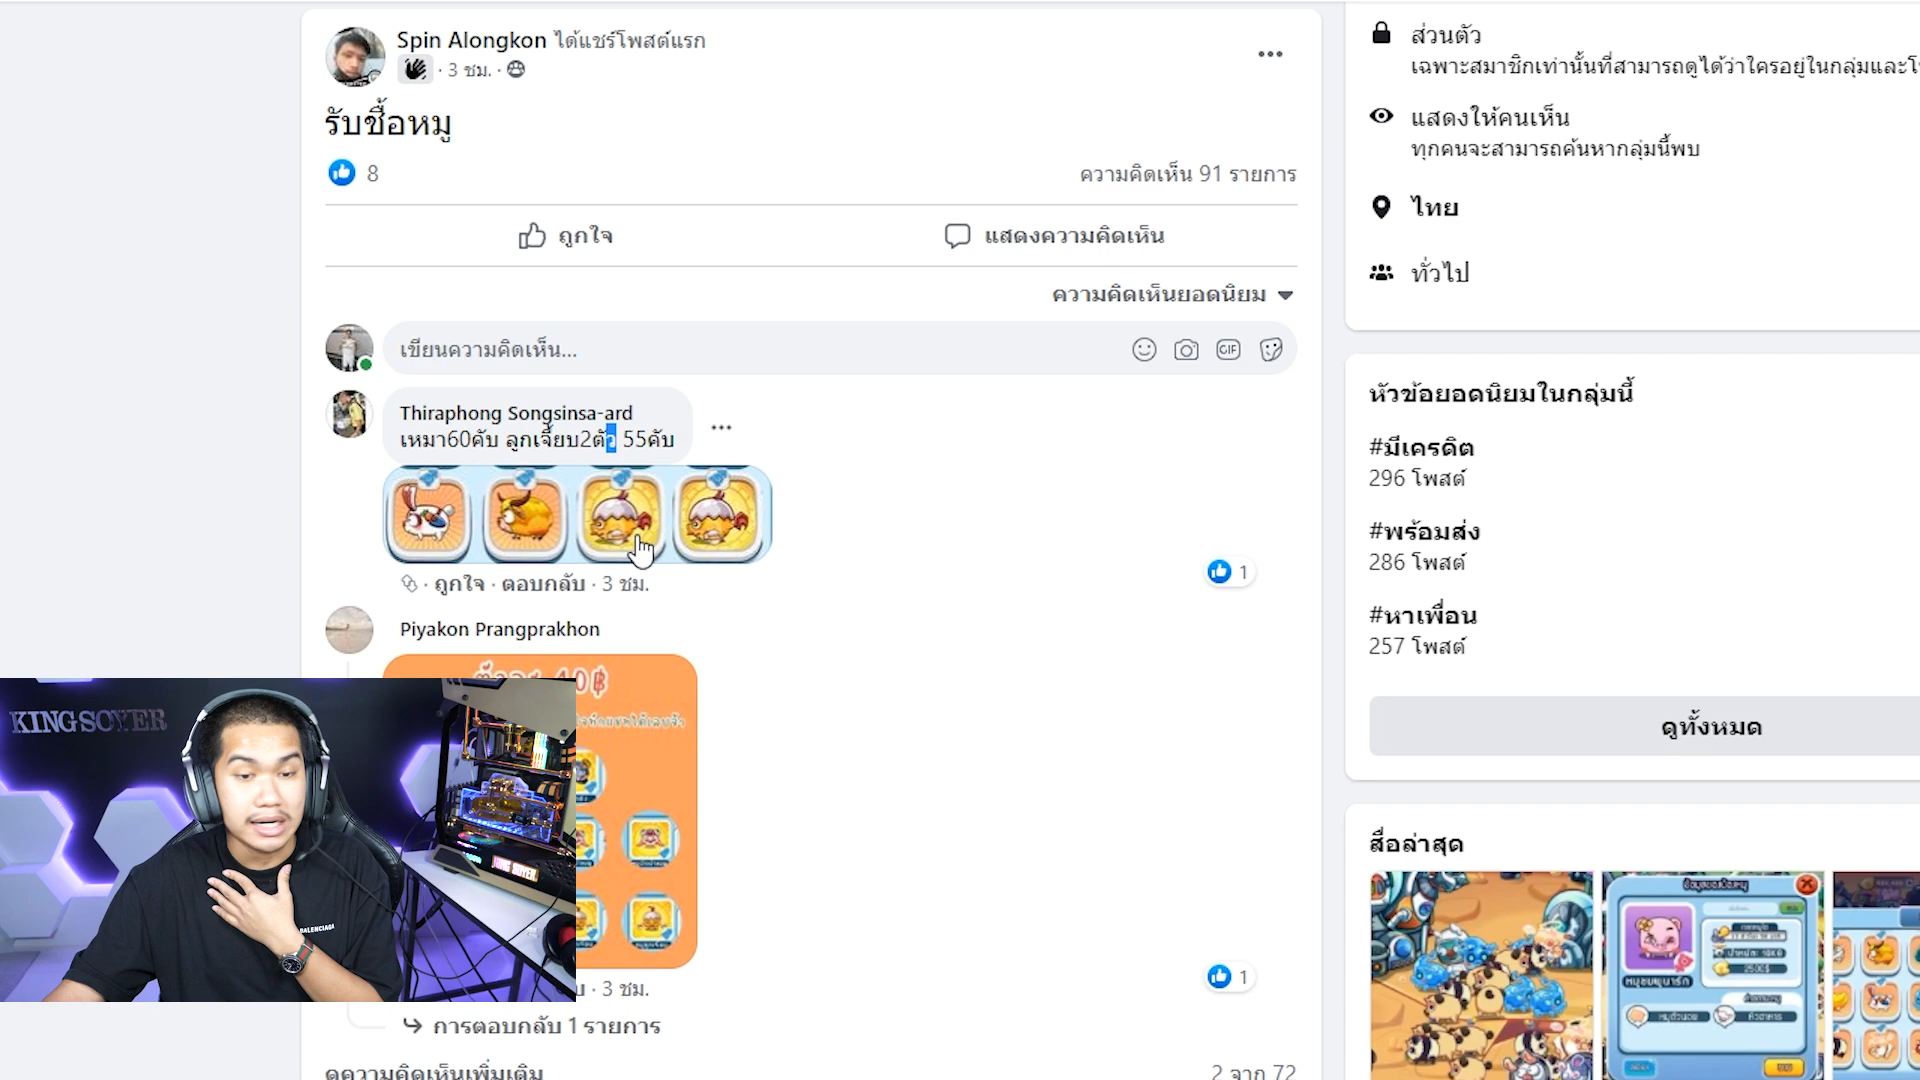 Spin Alongkon ได้แชร์โพสต์แรก
· 3 ชม. ·
รับซื้อหมู
8
ความคิดเห็น 91 รายการ
ถูกใจ
แสดงความคิดเห็น
ความคิดเห็นยอดนิยม
เขียนความคิดเห็น...
GIF
Thiraphong Songsinsa-ard
เหมา60คับ ลูกเจี๊ยบ2ตัว 55คับ
· ถูกใจ · ตอบกลับ · 3 ชม.
1
Piyakon Prangprakhon
· 3 ชม.
1
การตอบกลับ 1 รายการ
ดูความคิดเห็นเพิ่มเติม
2 จาก 72
ส่วนตัว
เฉพาะสมาชิกเท่านั้นที่สามารถดูได้ว่าใครอยู่ในกลุ่มและ
แสดงให้คนเห็น
ทุกคนจะสามารถค้นหากลุ่มนี้พบ
ไทย
ทั่วไป
หัวข้อยอดนิยมในกลุ่มนี้
#มีเครดิต
296 โพสต์
#พร้อมส่ง
286 โพสต์
#หาเพื่อน
257 โพสต์
ดูทั้งหมด
สื่อล่าสุด
KINGSOYER
BALENCIAGA
KING SOYER